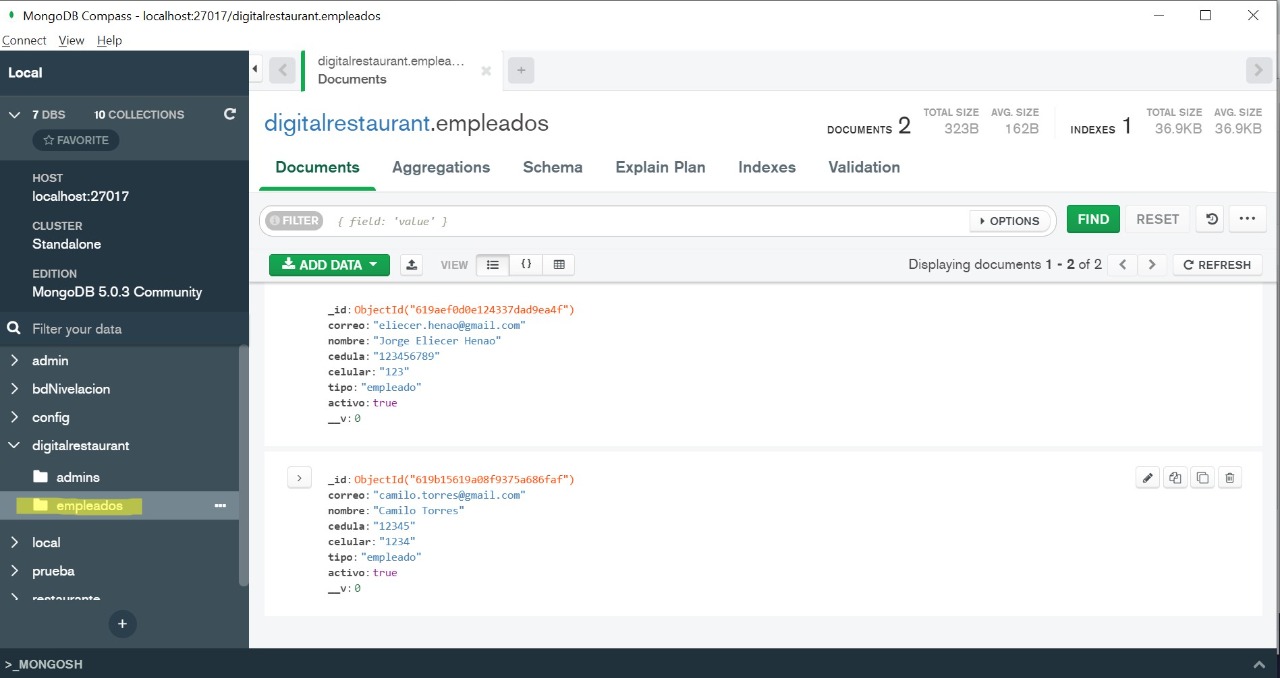 MongoDB Compass - localhost:27017/digitalrestaurant.empleados
Connect View Help
Local
7 DBS 10 COLLECTIONS
FAVORITE
HOST
localhost:27017
CLUSTER
Standalone
EDITION
MongoDB 5.0.3 Community
Filter your data
admin
bdNivelacion
config
digitalrestaurant
admins
empleados
local
prueba
restaurante
>_MONGOSH
digitalrestaurant.emplea...
Documents
digitalrestaurant.empleados
DOCUMENTS 2 TOTAL SIZE 323B AVG. SIZE 162B INDEXES 1 TOTAL SIZE 36.9KB AVG. SIZE 36.9KB
Documents Aggregations Schema Explain Plan Indexes Validation
FILTER { field: 'value' } OPTIONS FIND RESET
ADD DATA VIEW {} Displaying documents 1 - 2 of 2 REFRESH
_id: ObjectId("619aef0d0e124337dad9ea4f")
correo: "eliecer.henao@gmail.com"
nombre: "Jorge Eliecer Henao"
cedula: "123456789"
celular: "123"
tipo: "empleado"
activo: true
__v: 0
_id: ObjectId("619b15619a08f9375a686faf")
correo: "camilo.torres@gmail.com"
nombre: "Camilo Torres"
cedula: "12345"
celular: "1234"
tipo: "empleado"
activo: true
__v: 0